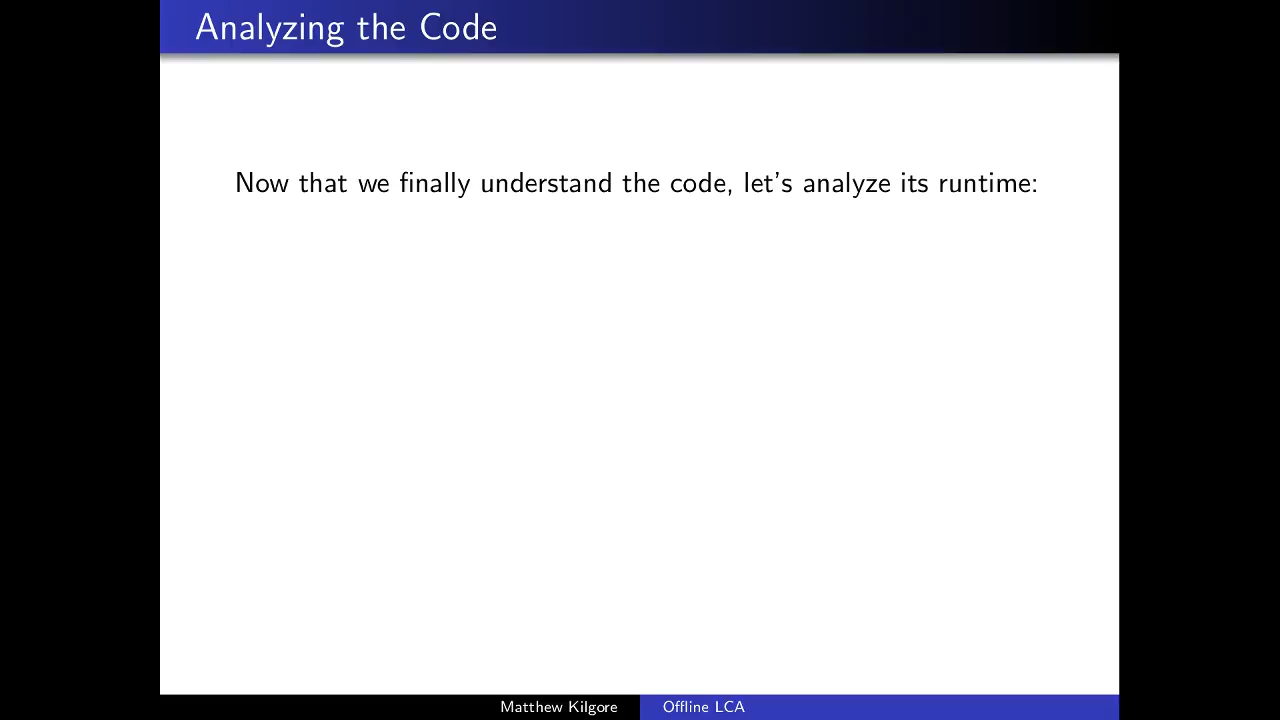 Analyzing the Code
Now that we finally understand the code, let's analyze its runtime:
Matthew Kilgore
Offline LCA